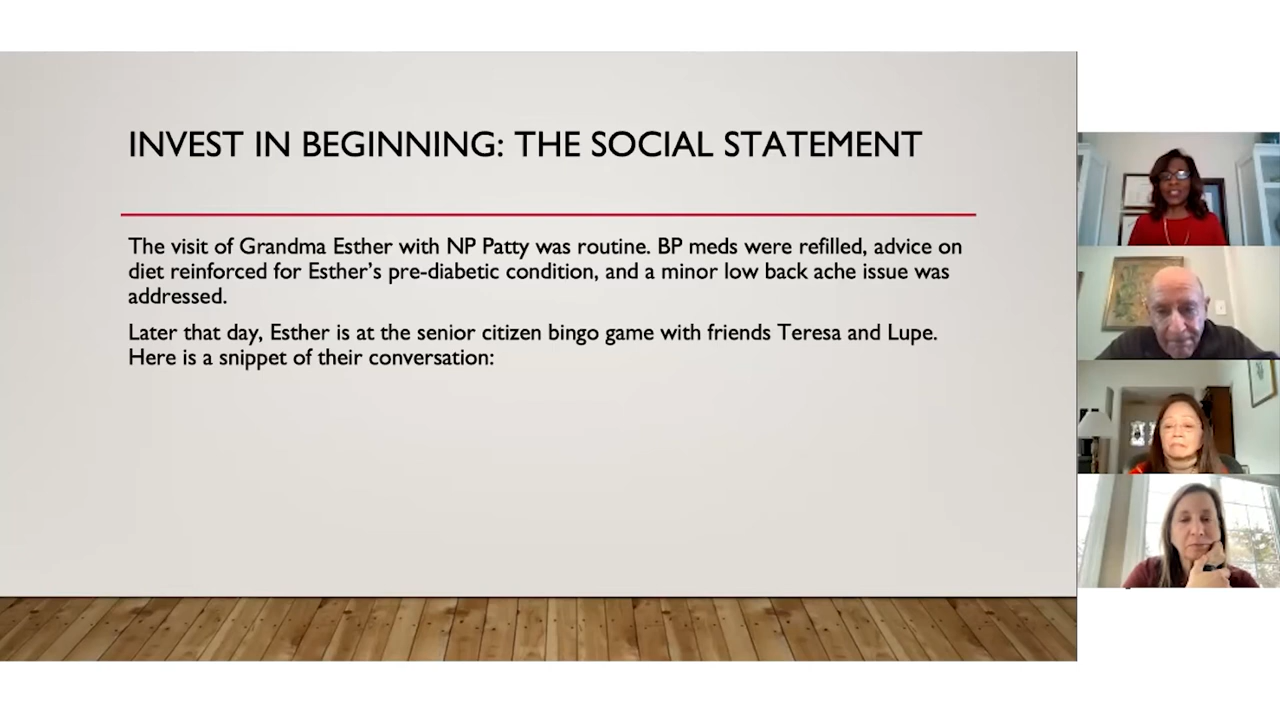 INVEST IN BEGINNING: THE SOCIAL STATEMENT
The visit of Grandma Esther with NP Patty was routine. BP meds were refilled, advice on
diet reinforced for Esther’s pre-diabetic condition, and a minor low back ache issue was
addressed.
Later that day, Esther is at the senior citizen bingo game with friends Teresa and Lupe.
Here is a snippet of their conversation: